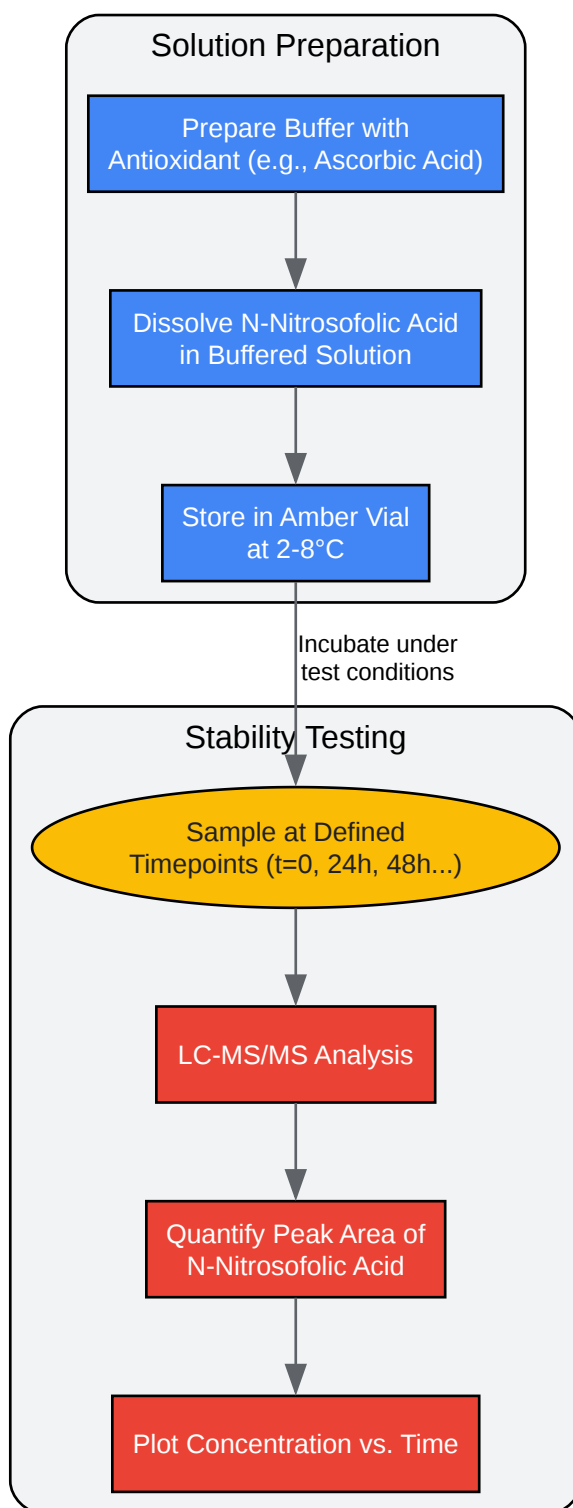 Solution Preparation
Prepare Buffer with
Antioxidant (e.g., Ascorbic Acid)
Dissolve N-Nitrosofolic Acid
in Buffered Solution
Store in Amber Vial
at 2-8°C
Incubate under
test conditions
Stability Testing
Sample at Defined
Timepoints (t=0, 24h, 48h...)
LC-MS/MS Analysis
Quantify Peak Area of
N-Nitrosofolic Acid
Plot Concentration vs. Time